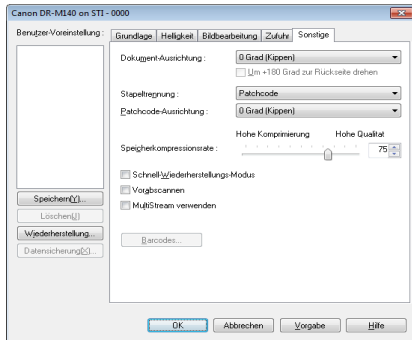 Canon DR-M140 on STI - 0000
Benutzer-Voreinstellung :
Grundlage Helligkeit Bildbearbeitung Zufuhr Sonstige
Dokument-Ausrichtung : 0 Grad (Kippen)
Um +180 Grad zur Rückseite drehen
Stapeltrennung : Patchcode
Patchcode-Ausrichtung : 0 Grad (Kippen)
Hohe Komprimierung Hohe Qualitat
Speicherkompressionsrate : 75
Schnell-Wiederherstellungs-Modus
Vorabscannen
MultiStream verwenden
Barcodes...
Speichern(Y)...
Löschen(J)
Wiederherstellung...
Datensicherung(X)...
OK Abbrechen Vorgabe Hilfe